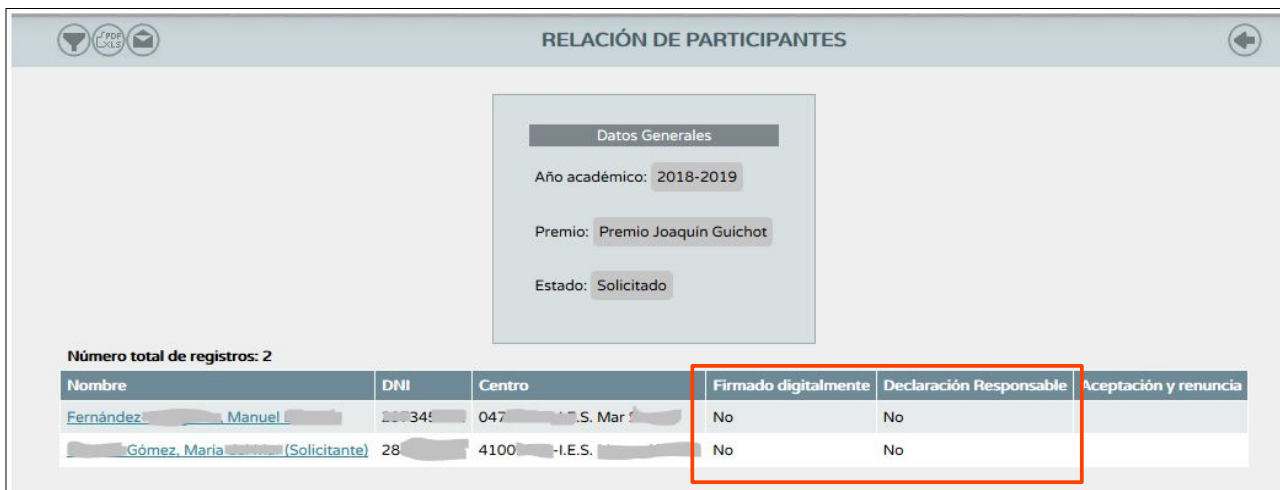 PDF
XLS
RELACIÓN DE PARTICIPANTES
Datos Generales
Año académico: 2018-2019
Premio: Premio Joaquín Guichot
Estado: Solicitado
Número total de registros: 2
Nombre DNI Centro Firmado digitalmente Declaración Responsable Aceptación y renuncia
Fernández , Manuel 34 047 .S. Mar No No
Gómez, Maria (Solicitante) 28 4100 -I.E.S. No No